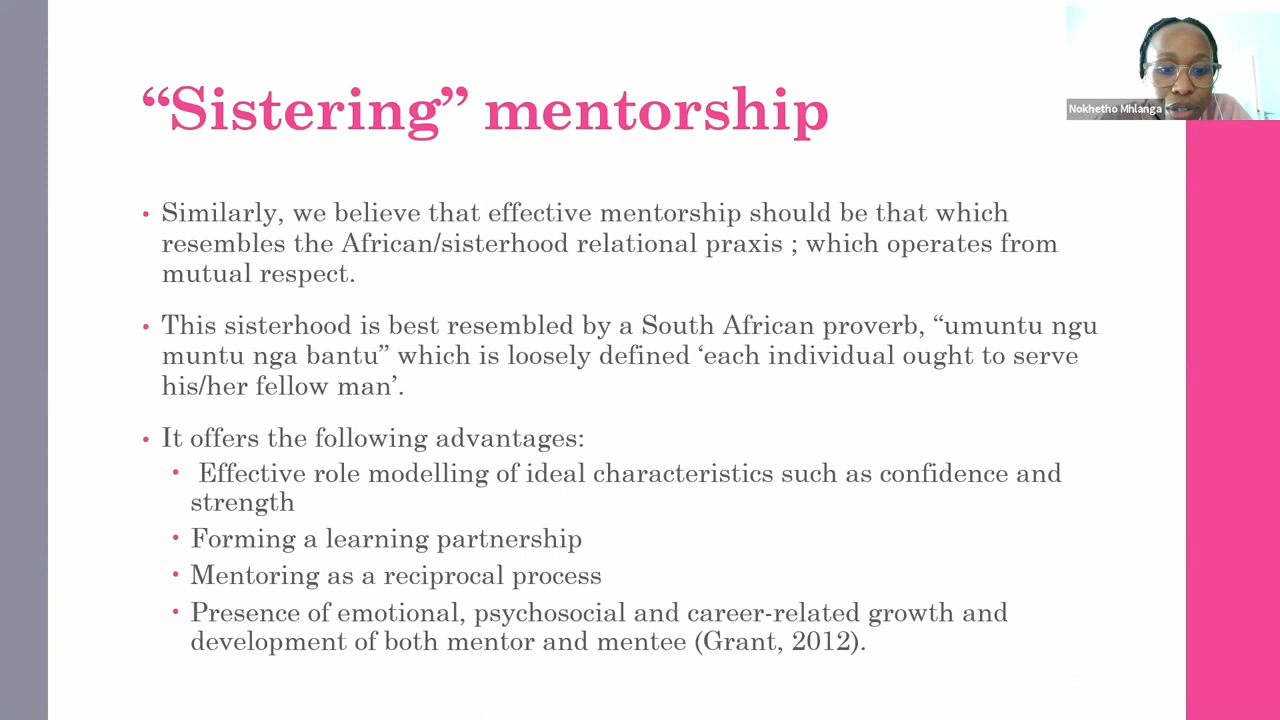 “Sistering” mentorship
Nokhetho Mhlanga
• Similarly, we believe that effective mentorship should be that which
resembles the African/sisterhood relational praxis ; which operates from
mutual respect.
• This sisterhood is best resembled by a South African proverb, “umuntu ngu
muntu nga bantu” which is loosely defined ‘each individual ought to serve
his/her fellow man’.
• It offers the following advantages:
• Effective role modelling of ideal characteristics such as confidence and
strength
• Forming a learning partnership
• Mentoring as a reciprocal process
• Presence of emotional, psychosocial and career-related growth and
development of both mentor and mentee (Grant, 2012).